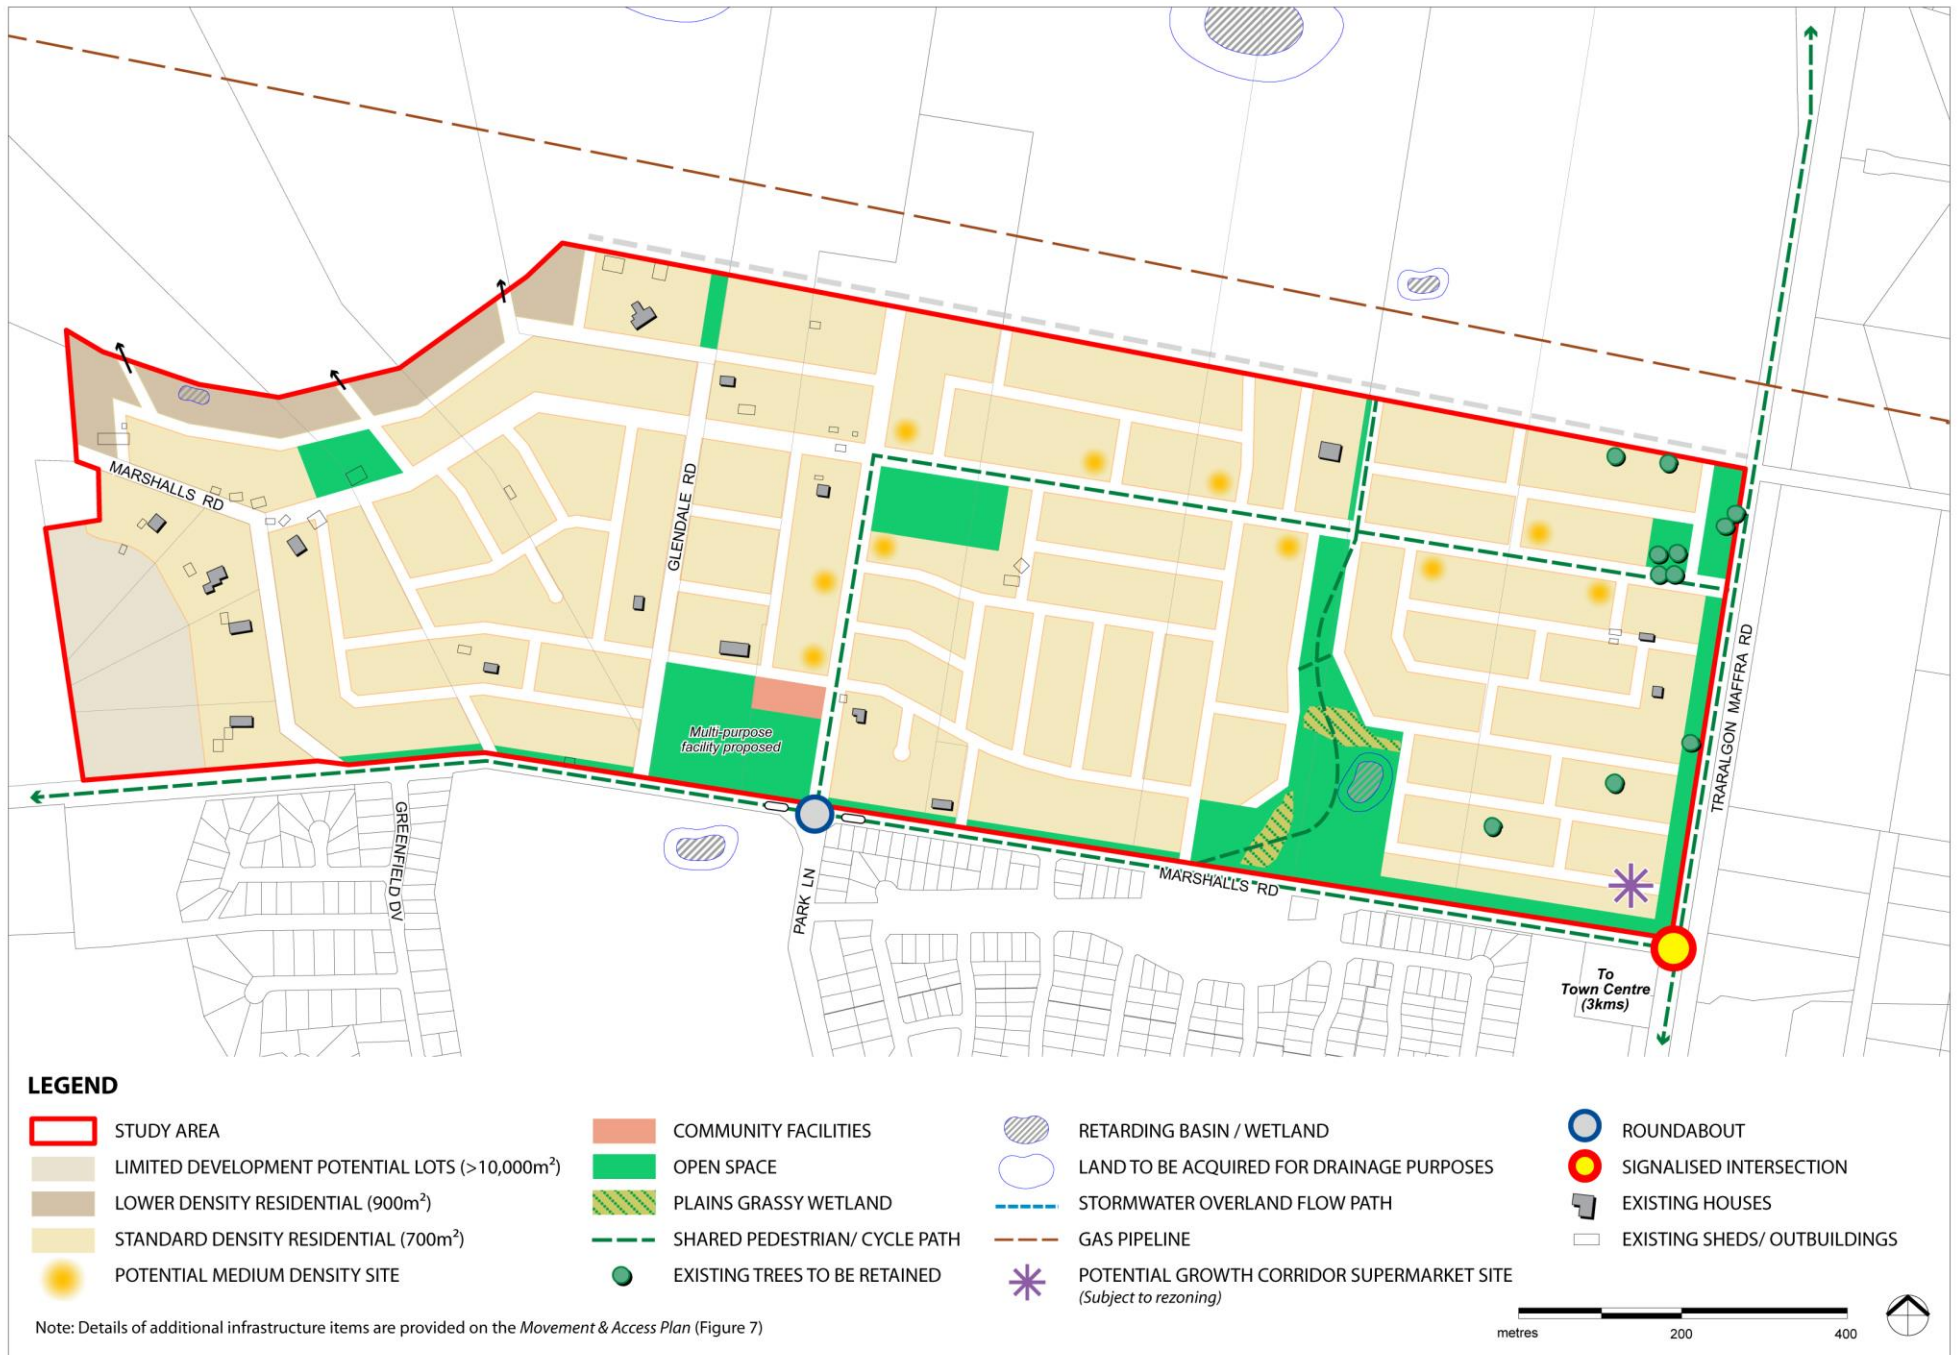 MARSHALLS RD
GLENDALE RD
Multi-purpose
facility proposed
GREENFIELD DV
PARK LN
MARSHALLS RD
TRARALGON MAFFRA RD
To
Town Centre
(3kms)
LEGEND
STUDY AREA
LIMITED DEVELOPMENT POTENTIAL LOTS (>10,000m²)
LOWER DENSITY RESIDENTIAL (900m²)
STANDARD DENSITY RESIDENTIAL (700m²)
POTENTIAL MEDIUM DENSITY SITE
COMMUNITY FACILITIES
OPEN SPACE
PLAINS GRASSY WETLAND
SHARED PEDESTRIAN/ CYCLE PATH
EXISTING TREES TO BE RETAINED
RETARDING BASIN / WETLAND
LAND TO BE ACQUIRED FOR DRAINAGE PURPOSES
STORMWATER OVERLAND FLOW PATH
GAS PIPELINE
POTENTIAL GROWTH CORRIDOR SUPERMARKET SITE
(Subject to rezoning)
ROUNDABOUT
SIGNALISED INTERSECTION
EXISTING HOUSES
EXISTING SHEDS/ OUTBUILDINGS
Note: Details of additional infrastructure items are provided on the Movement & Access Plan (Figure 7)
metres 200 400